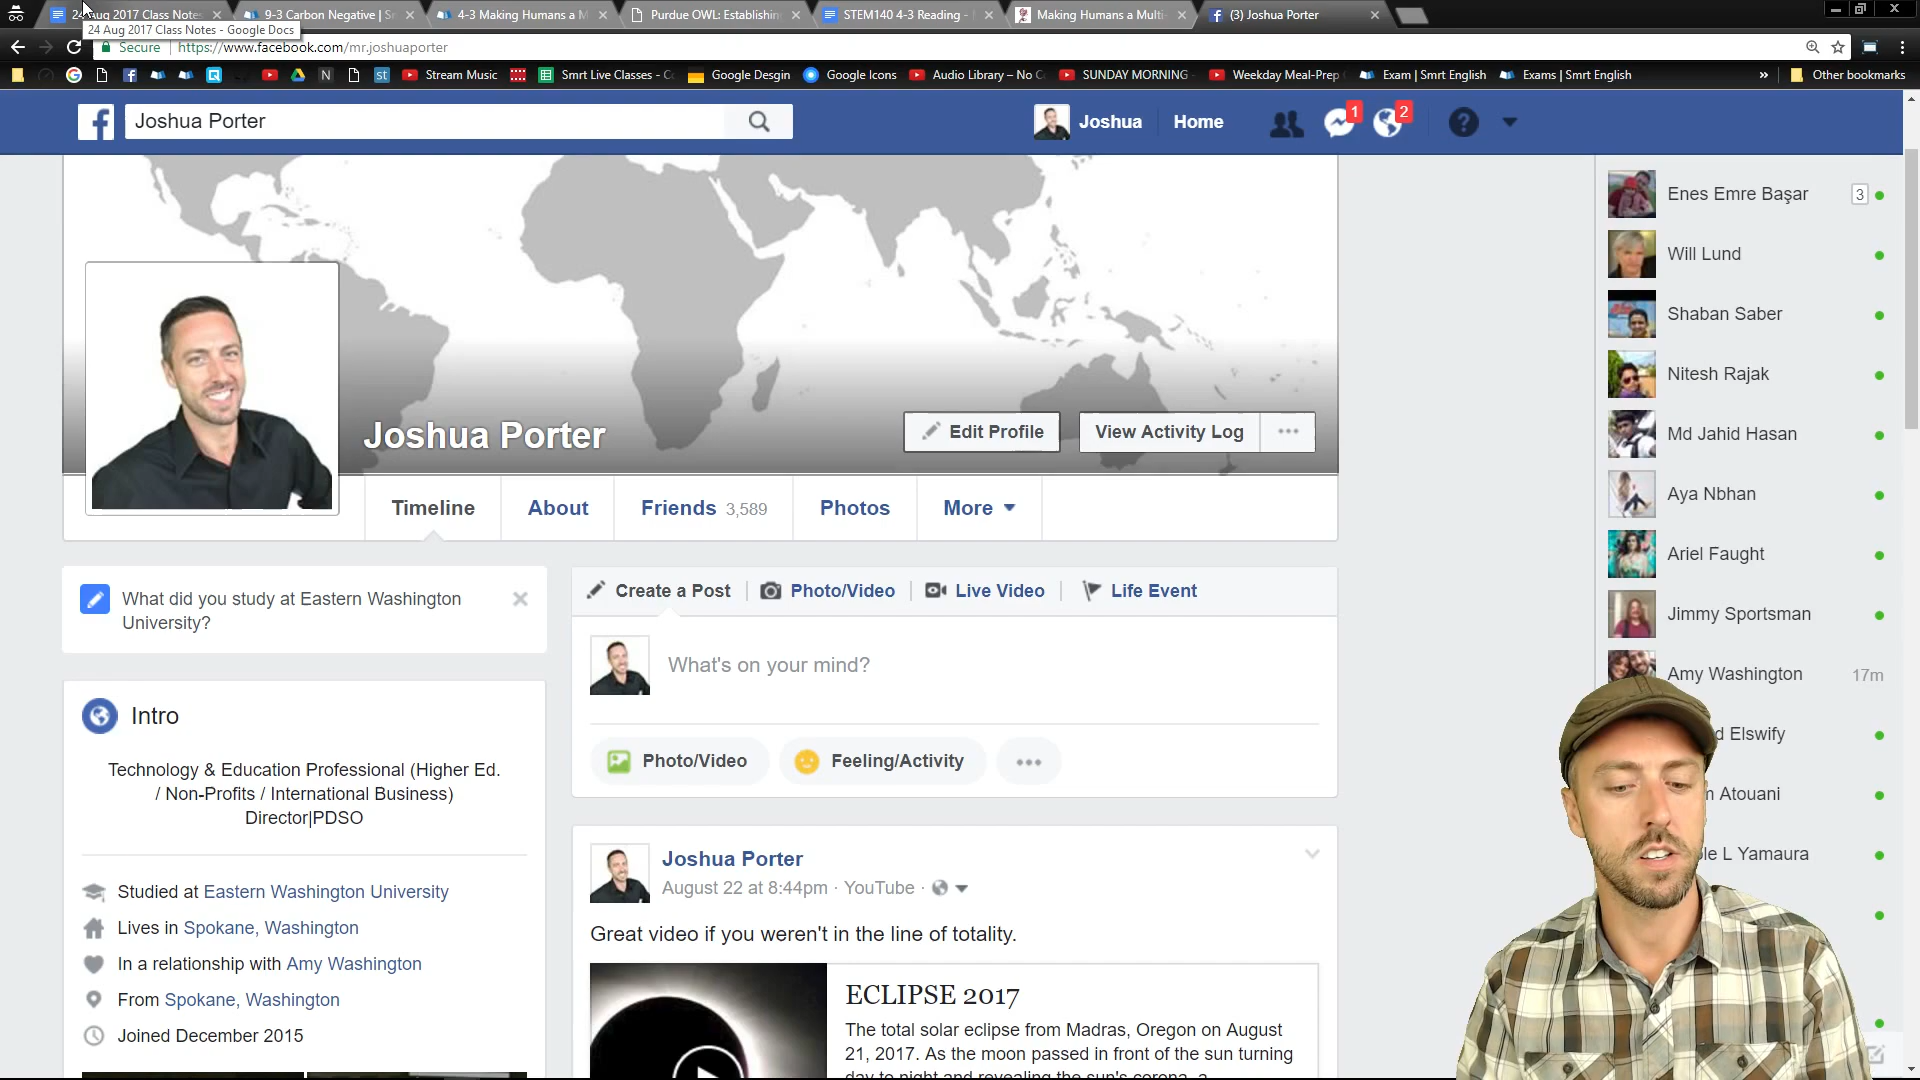 24 Aug 2017 Class Notes
9-3 Carbon Negative | S
4-3 Making Humans a M
Purdue OWL: Establishin
STEM140 4-3 Reading -
Making Humans a Multi-
(3) Joshua Porter
24 Aug 2017 Class Notes - Google Docs
Secure
https://www.facebook.com/mr.joshuaporter
Stream Music
Smrt Live Classes - C
Google Desgin
Google Icons
Audio Library – No C
SUNDAY MORNING
Weekday Meal-Prep
Exam | Smrt English
Exams | Smrt English
»
Other bookmarks
Joshua Porter
Joshua
Home
1
2
Joshua Porter
Edit Profile
View Activity Log
Timeline
About
Friends 3,589
Photos
More
What did you study at Eastern Washington
University?
Create a Post
Photo/Video
Live Video
Life Event
What's on your mind?
Photo/Video
Feeling/Activity
Intro
Technology & Education Professional (Higher Ed.
/ Non-Profits / International Business)
Director|PDSO
Studied at Eastern Washington University
Lives in Spokane, Washington
In a relationship with Amy Washington
From Spokane, Washington
Joined December 2015
Joshua Porter
August 22 at 8:44pm · YouTube ·
Great video if you weren't in the line of totality.
ECLIPSE 2017
The total solar eclipse from Madras, Oregon on August
21, 2017. As the moon passed in front of the sun turning
day to night and revealing the sun's corona, a
Enes Emre Başar
3
Will Lund
Shaban Saber
Nitesh Rajak
Md Jahid Hasan
Aya Nbhan
Ariel Faught
Jimmy Sportsman
Amy Washington
17m
d Elswify
Atouani
le L Yamaura